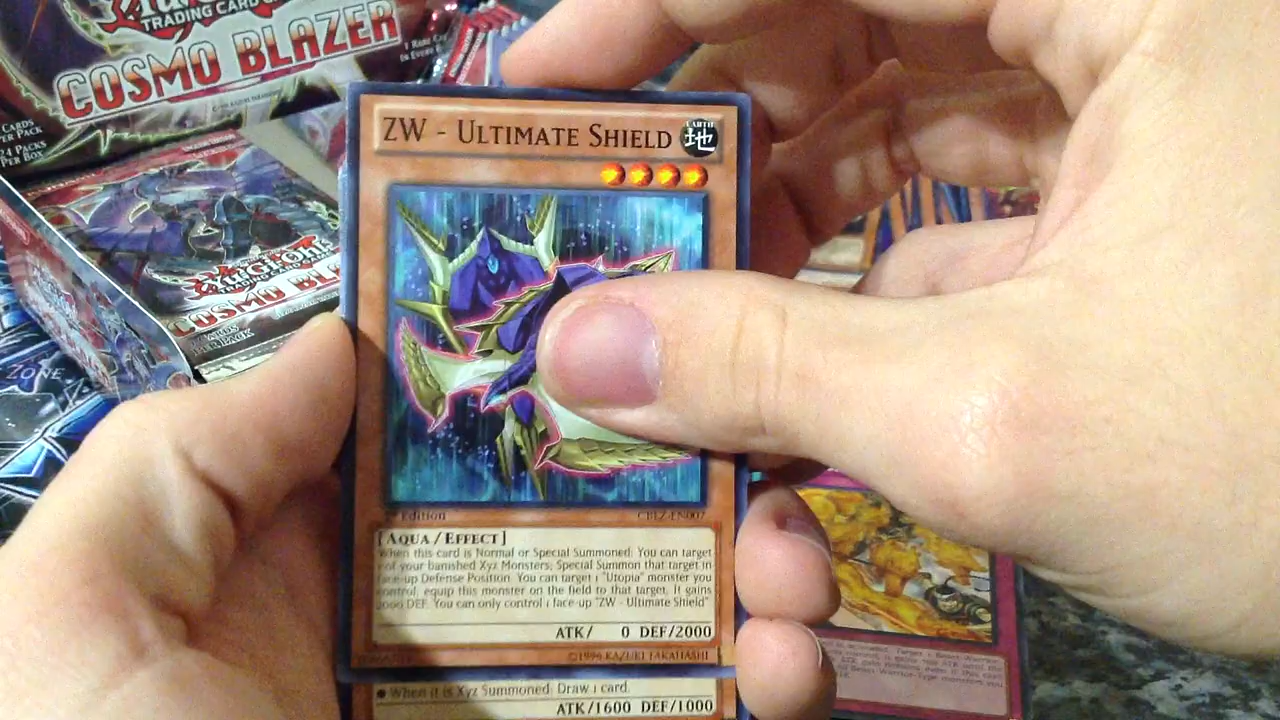 TRADING CARD GA
COSMO BLAZER
CARDS
PER PACK
24 PACKS
PER BOX
COSMO BL
PER PACK
ZONE
ZW - ULTIMATE SHIELD
EARTH
地
Edition
CBLZ-EN007
[AQUA / EFFECT]
When this card is Normal or Special Summoned: You can target
of your banished Xyz Monsters; Special Summon that target in
face-up Defense Position. You can target 1 "Utopia" monster you
control; equip this monster on the field to that target. It gains
2000 DEF. You can only control 1 face-up "ZW - Ultimate Shield"
ATK/ 0 DEF/2000
©1996 KAZUKI TAKAHASHI
● When it is Xyz Summoned: Draw 1 card.
ATK/1600 DEF/1000